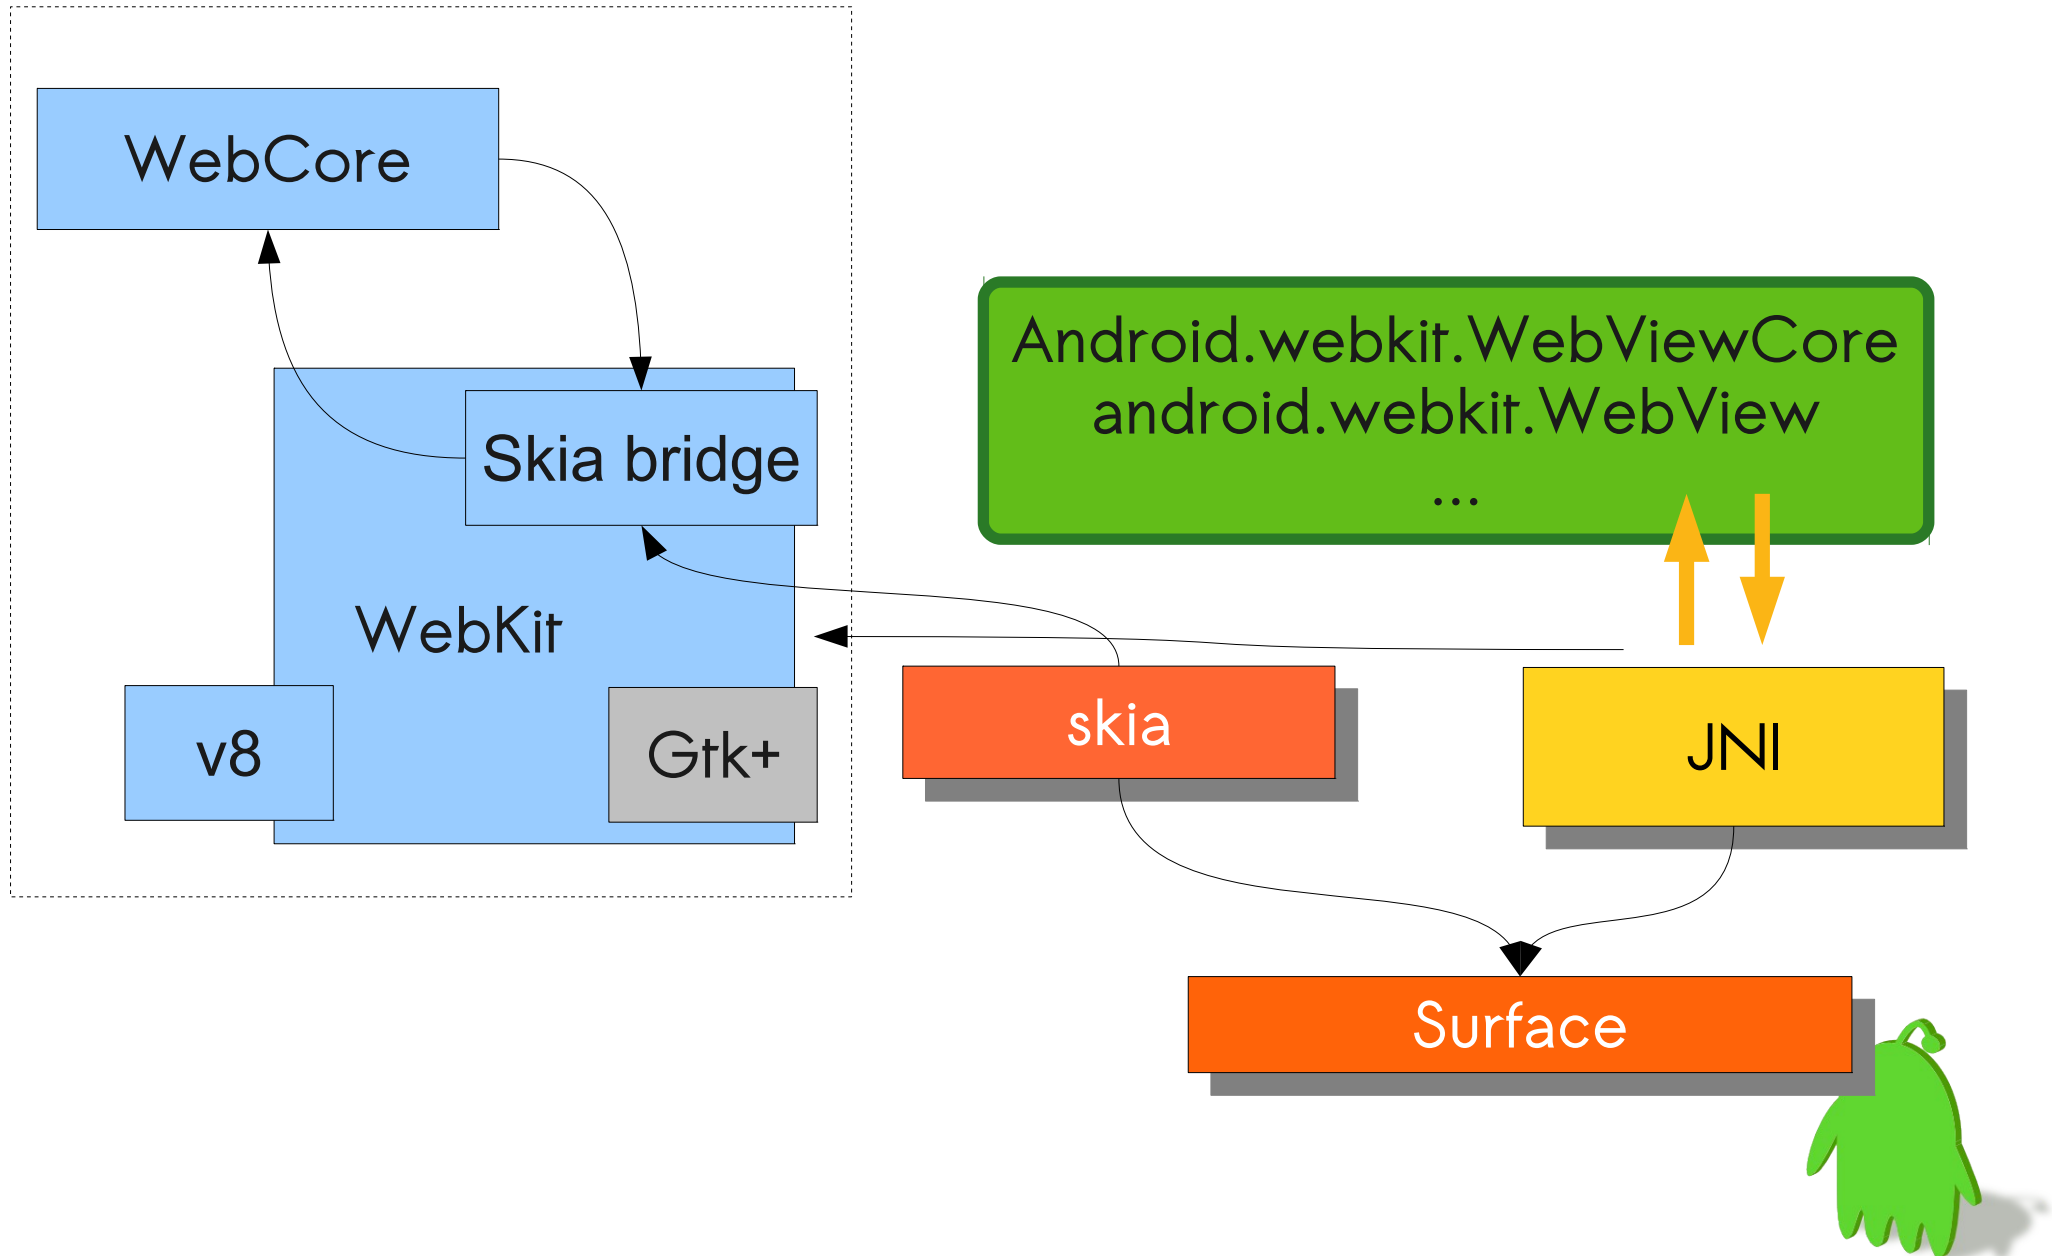 WebCore
Android.webkit.WebViewCore
android.webkit.WebView
...
Skia bridge
WebKit
v8
Gtk+
skia
JNI
Surface